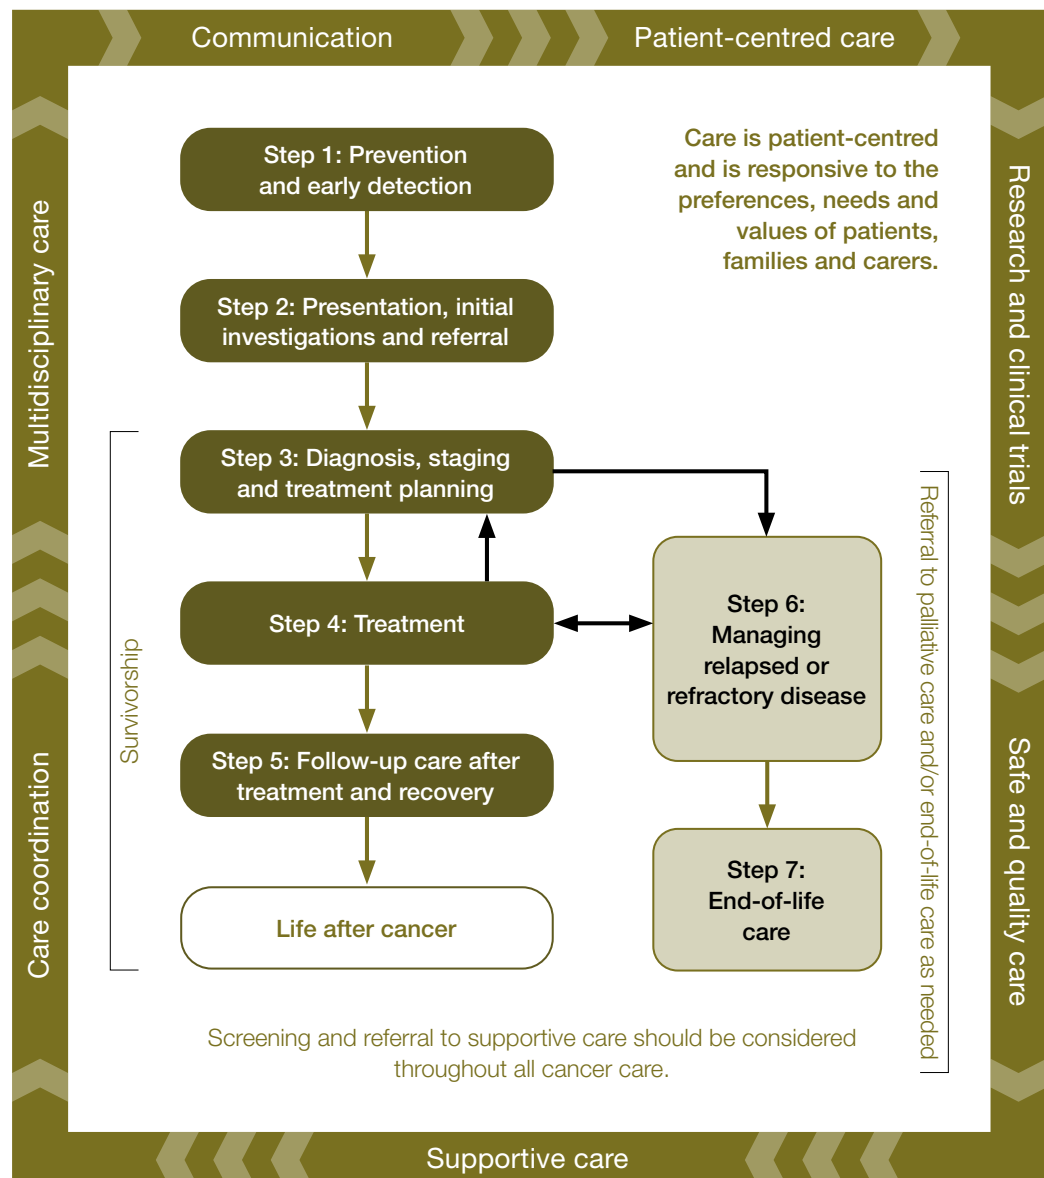 Communication
Patient-centred care
Multidisciplinary care
Care coordination
Research and clinical trials
Safe and quality care
Care is patient-centred
and is responsive to the
preferences, needs and
values of patients,
families and carers.
Step 1: Prevention
and early detection
Step 2: Presentation, initial
investigations and referral
Survivorship
Step 3: Diagnosis, staging
and treatment planning
Step 4: Treatment
Step 5: Follow-up care after
treatment and recovery
Life after cancer
Step 6:
Managing
relapsed or
refractory disease
Step 7:
End-of-life
care
Referral to palliative care and/or end-of-life care as needed
Screening and referral to supportive care should be considered
throughout all cancer care.
Supportive care